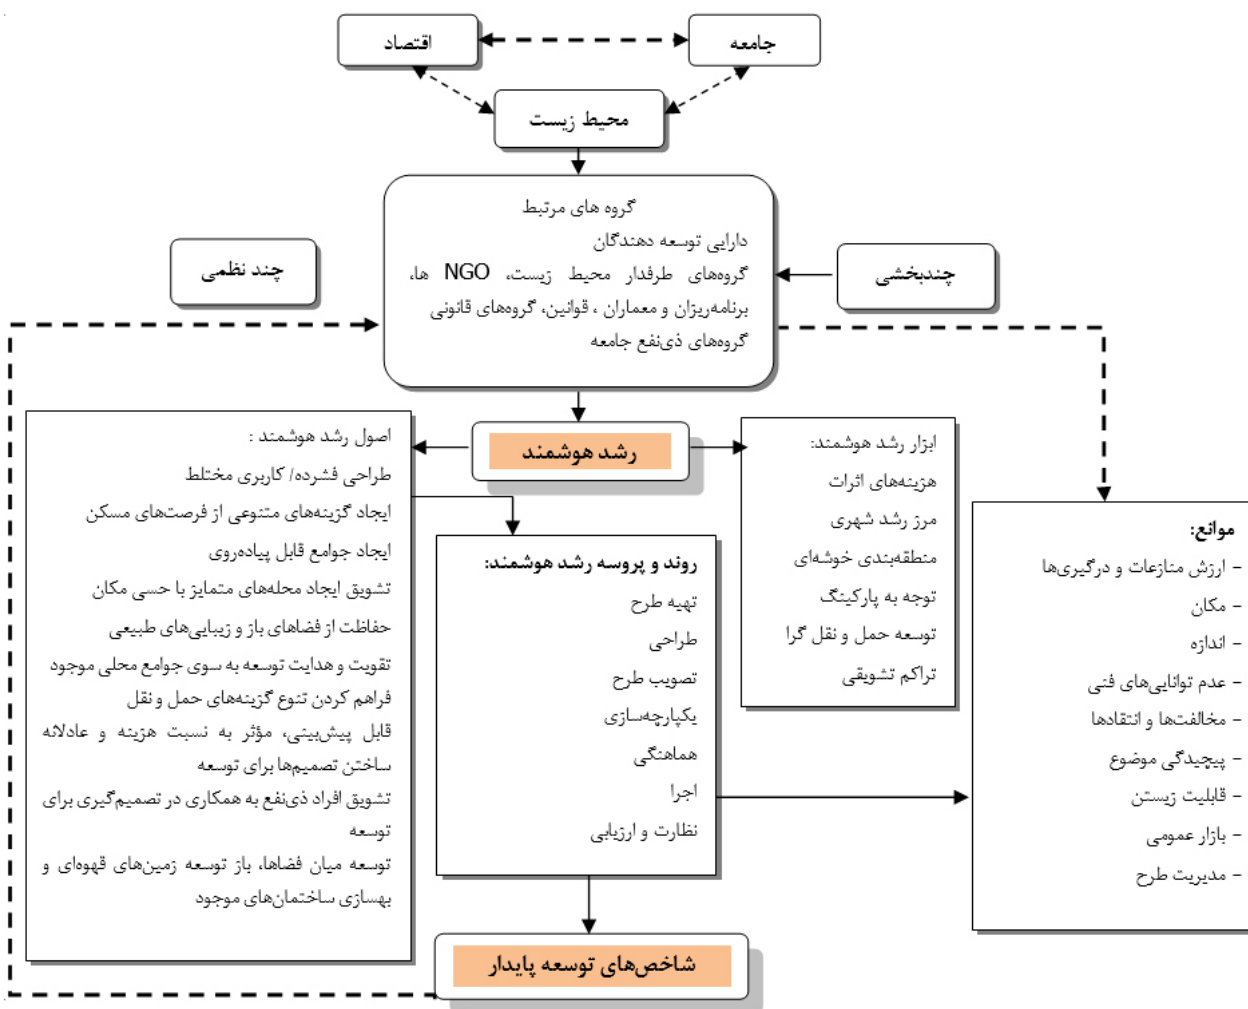 جامعه
اقتصاد
محیط زیست
گروه های مرتبط
دارایی توسعه دهندگان
گروه‌های طرفدار محیط زیست، NGO ها،
برنامه‌ریزان و معماران ، قوانین، گروه‌های قانونی
گروه‌های ذی‌نفع جامعه
چندبخشی
چند نظمی
رشد هوشمند
ابزار رشد هوشمند:
هزینه‌های اثرات
مرز رشد شهری
منطقه‌بندی خوشه‌ای
توجه به پارکینگ
توسعه حمل و نقل گرا
تراکم تشویقی
اصول رشد هوشمند :
طراحی فشرده/ کاربری مختلط
ایجاد گزینه‌های متنوعی از فرصت‌های مسکن
ایجاد جوامع قابل پیاده‌روی
تشویق ایجاد محله‌های متمایز با حسی مکان
حفاظت از فضاهای باز و زیبایی‌های طبیعی
تقویت و هدایت توسعه به سوی جوامع محلی موجود
فراهم کردن تنوع گزینه‌های حمل و نقل
قابل پیش‌بینی، مؤثر به نسبت هزینه و عادلانه
ساختن تصمیم‌ها برای توسعه
تشویق افراد ذی‌نفع به همکاری در تصمیم‌گیری برای
توسعه
توسعه میان فضاها، باز توسعه زمین‌های قهوه‌ای و
بهسازی ساختمان‌های موجود
روند و پروسه رشد هوشمند:
تهیه طرح
طراحی
تصویب طرح
یکپارچه‌سازی
هماهنگی
اجرا
نظارت و ارزیابی
موانع:
- ارزش منازعات و درگیری‌ها
- مکان
- اندازه
- عدم توانایی‌های فنی
- مخالفت‌ها و انتقادها
- پیچیدگی موضوع
- قابلیت زیستن
- بازار عمومی
- مدیریت طرح
شاخص‌های توسعه پایدار